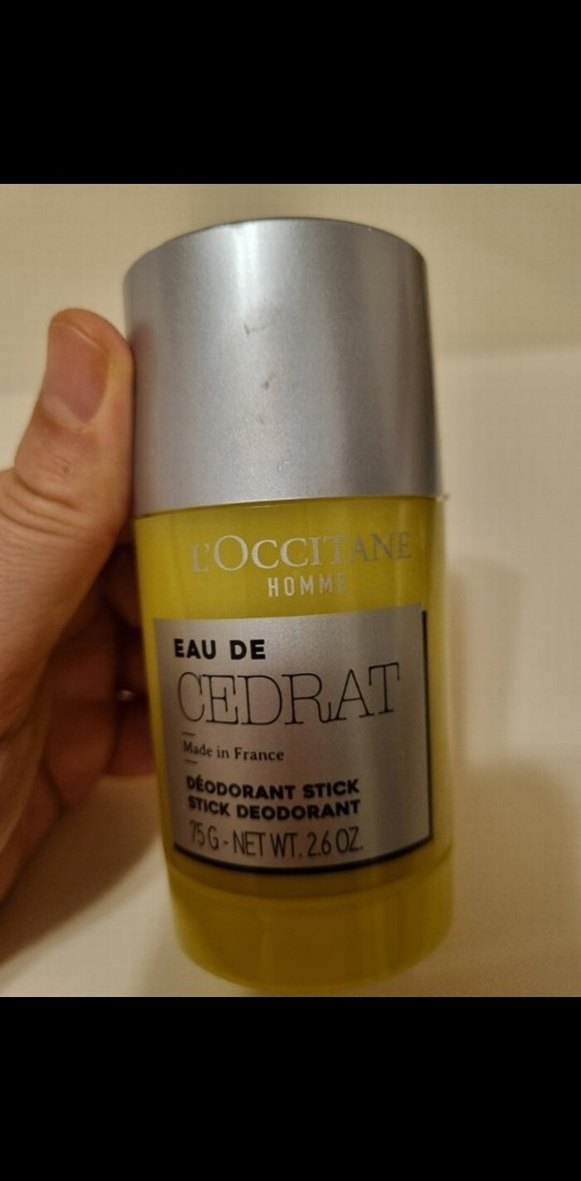 L'OCCITANE
HOMME
EAU DE
CEDRAT
Made in France
DÉODORANT STICK
STICK DEODORANT
75 G - NET WT. 2.6 OZ.